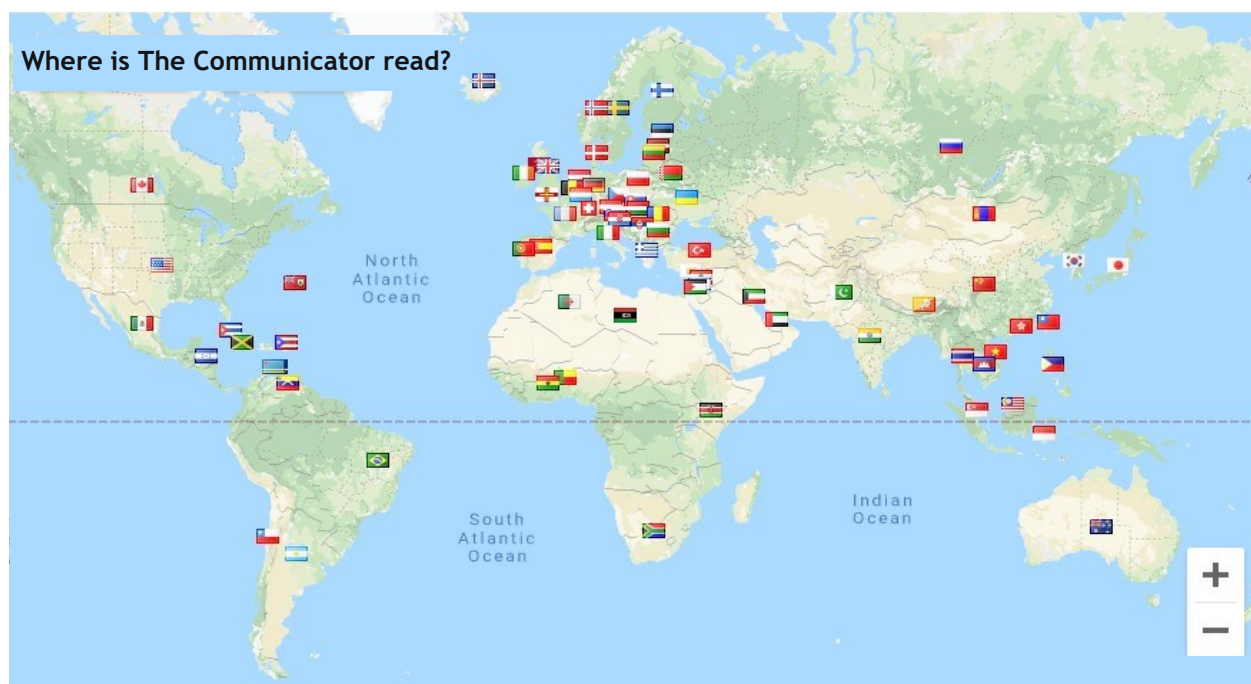 Where is The Communicator read?
North
Atlantic
Ocean
South
Atlantic
Ocean
Indian
Ocean
+
−